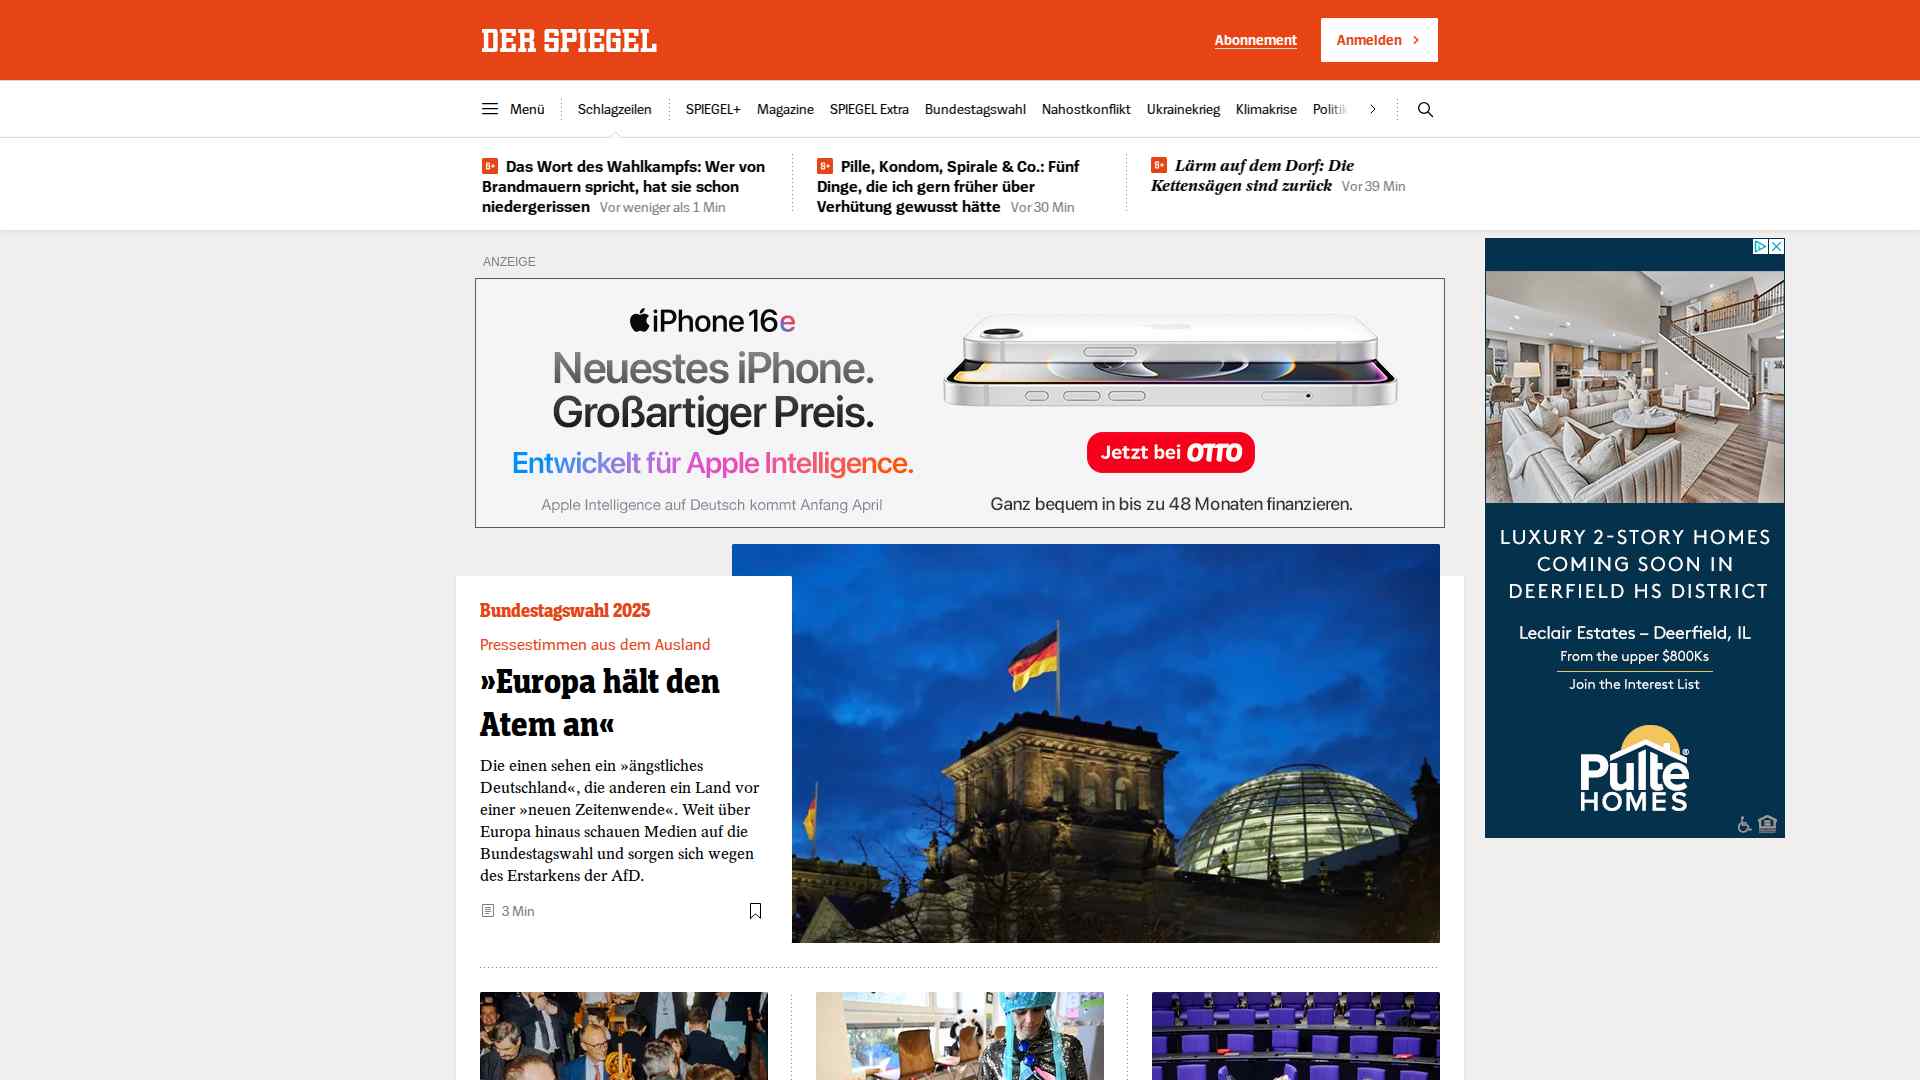 DER SPIEGEL
Abonnement
Anmelden
Menü
Schlagzeilen
SPIEGEL+
Magazine
SPIEGEL Extra
Bundestagswahl
Nahostkonflikt
Ukrainekrieg
Klimakrise
Politik
S+ Das Wort des Wahlkampfs: Wer von
Brandmauern spricht, hat sie schon
niedergerissen Vor weniger als 1 Min
S+ Pille, Kondom, Spirale & Co.: Fünf
Dinge, die ich gern früher über
Verhütung gewusst hätte Vor 30 Min
S+ Lärm auf dem Dorf: Die
Kettensägen sind zurück Vor 39 Min
ANZEIGE
iPhone 16e
Neuestes iPhone.
Großartiger Preis.
Entwickelt für Apple Intelligence.
Apple Intelligence auf Deutsch kommt Anfang April
Jetzt bei OTTO
Ganz bequem in bis zu 48 Monaten finanzieren.
Bundestagswahl 2025
Pressestimmen aus dem Ausland
»Europa hält den
Atem an«
Die einen sehen ein »ängstliches
Deutschland«, die anderen ein Land vor
einer »neuen Zeitenwende«. Weit über
Europa hinaus schauen Medien auf die
Bundestagswahl und sorgen sich wegen
des Erstarkens der AfD.
3 Min
LUXURY 2-STORY HOMES
COMING SOON IN
DEERFIELD HS DISTRICT
Leclair Estates – Deerfield, IL
From the upper $800Ks
Join the Interest List
Pulte®
HOMES